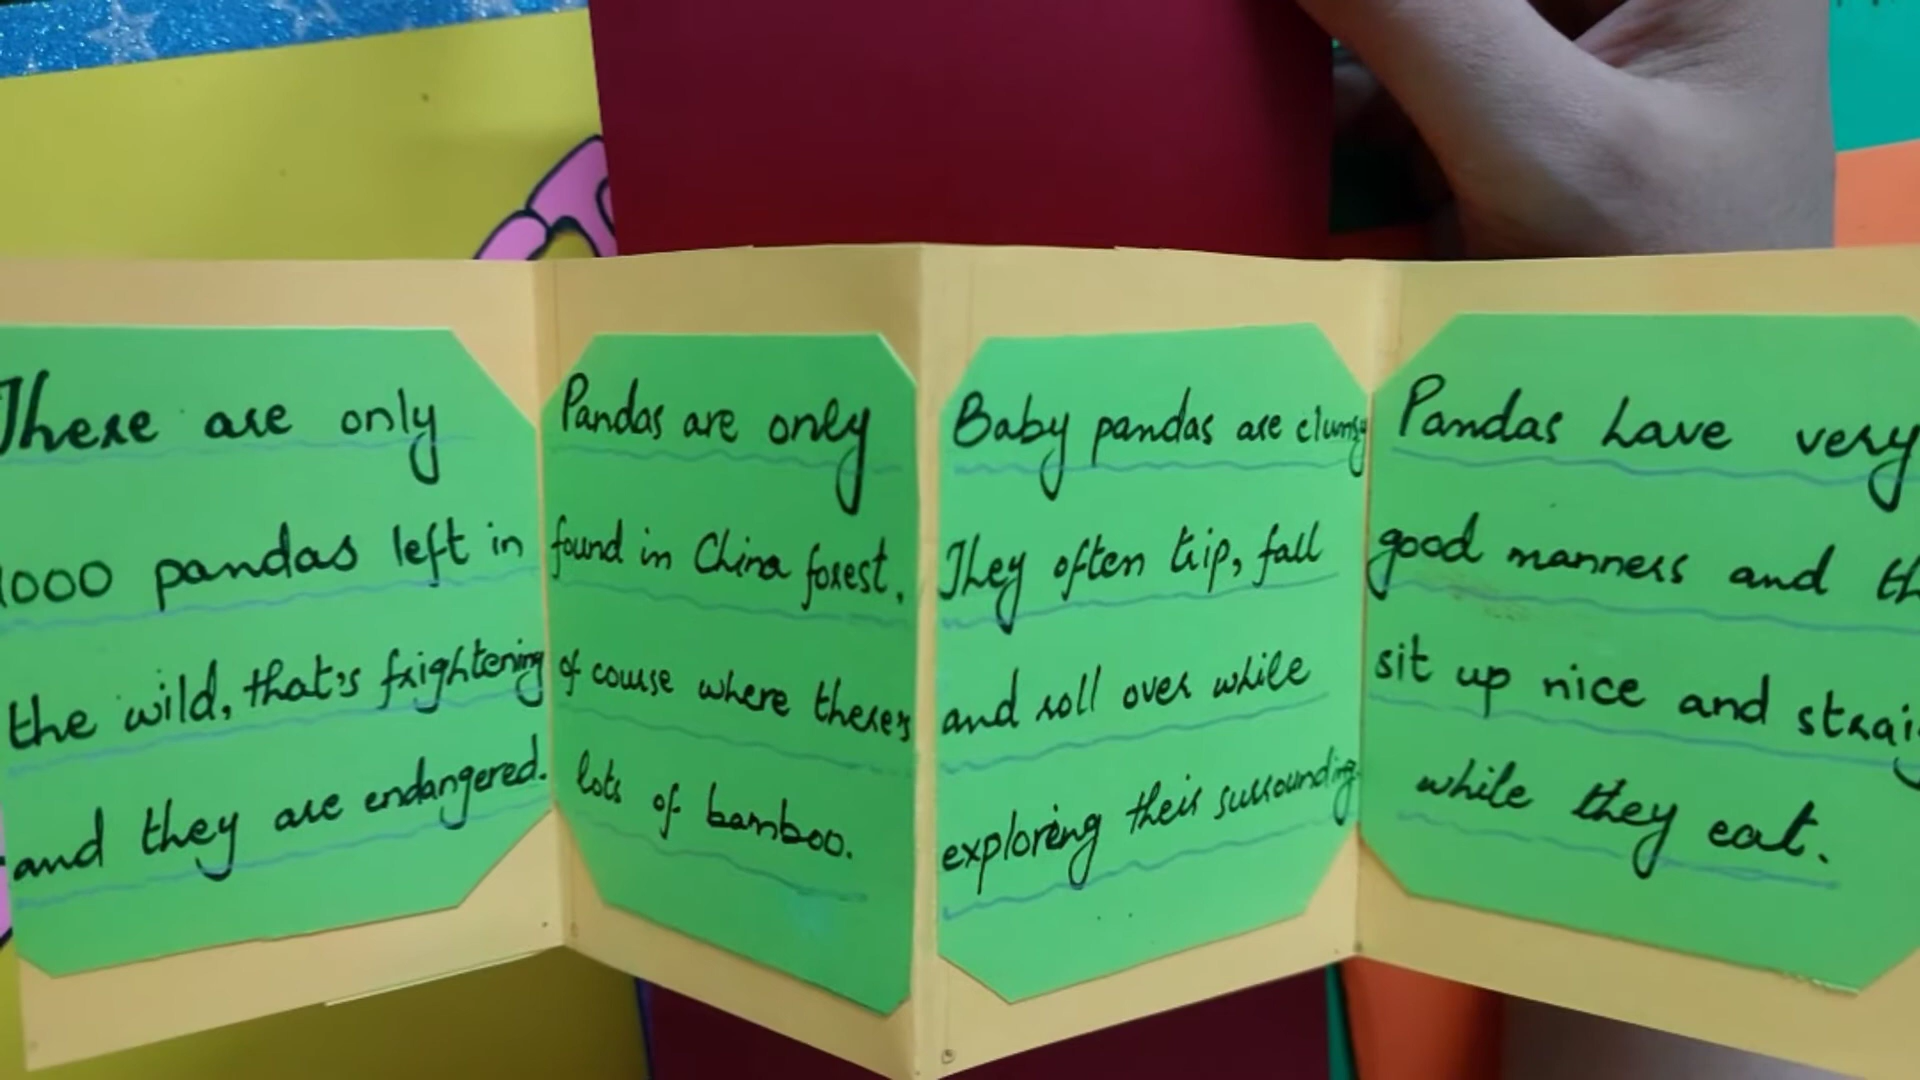 There are only
1000 pandas left in
the wild, that's frightening
and they are endangered.
Pandas are only
found in China forest,
of course where there's
lots of bamboo.
Baby pandas are clumsy
They often trip, fall
and roll over while
exploring their surrounding.
Pandas have very
good manners and
sit up nice and
while they eat.